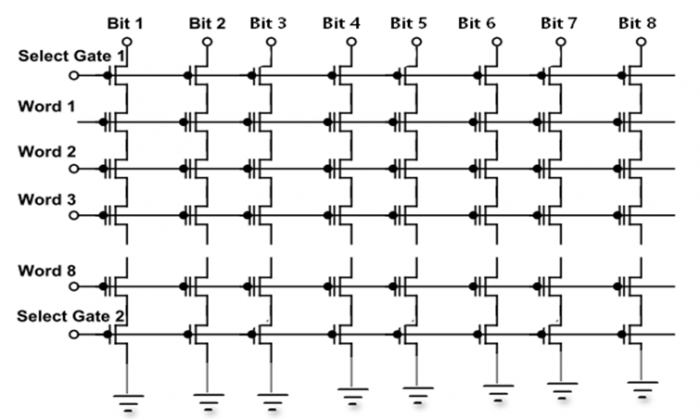 Bit 1 Bit 2 Bit 3 Bit 4 Bit 5 Bit 6 Bit 7 Bit 8
Select Gate 1
Word 1
Word 2
Word 3
Word 8
Select Gate 2